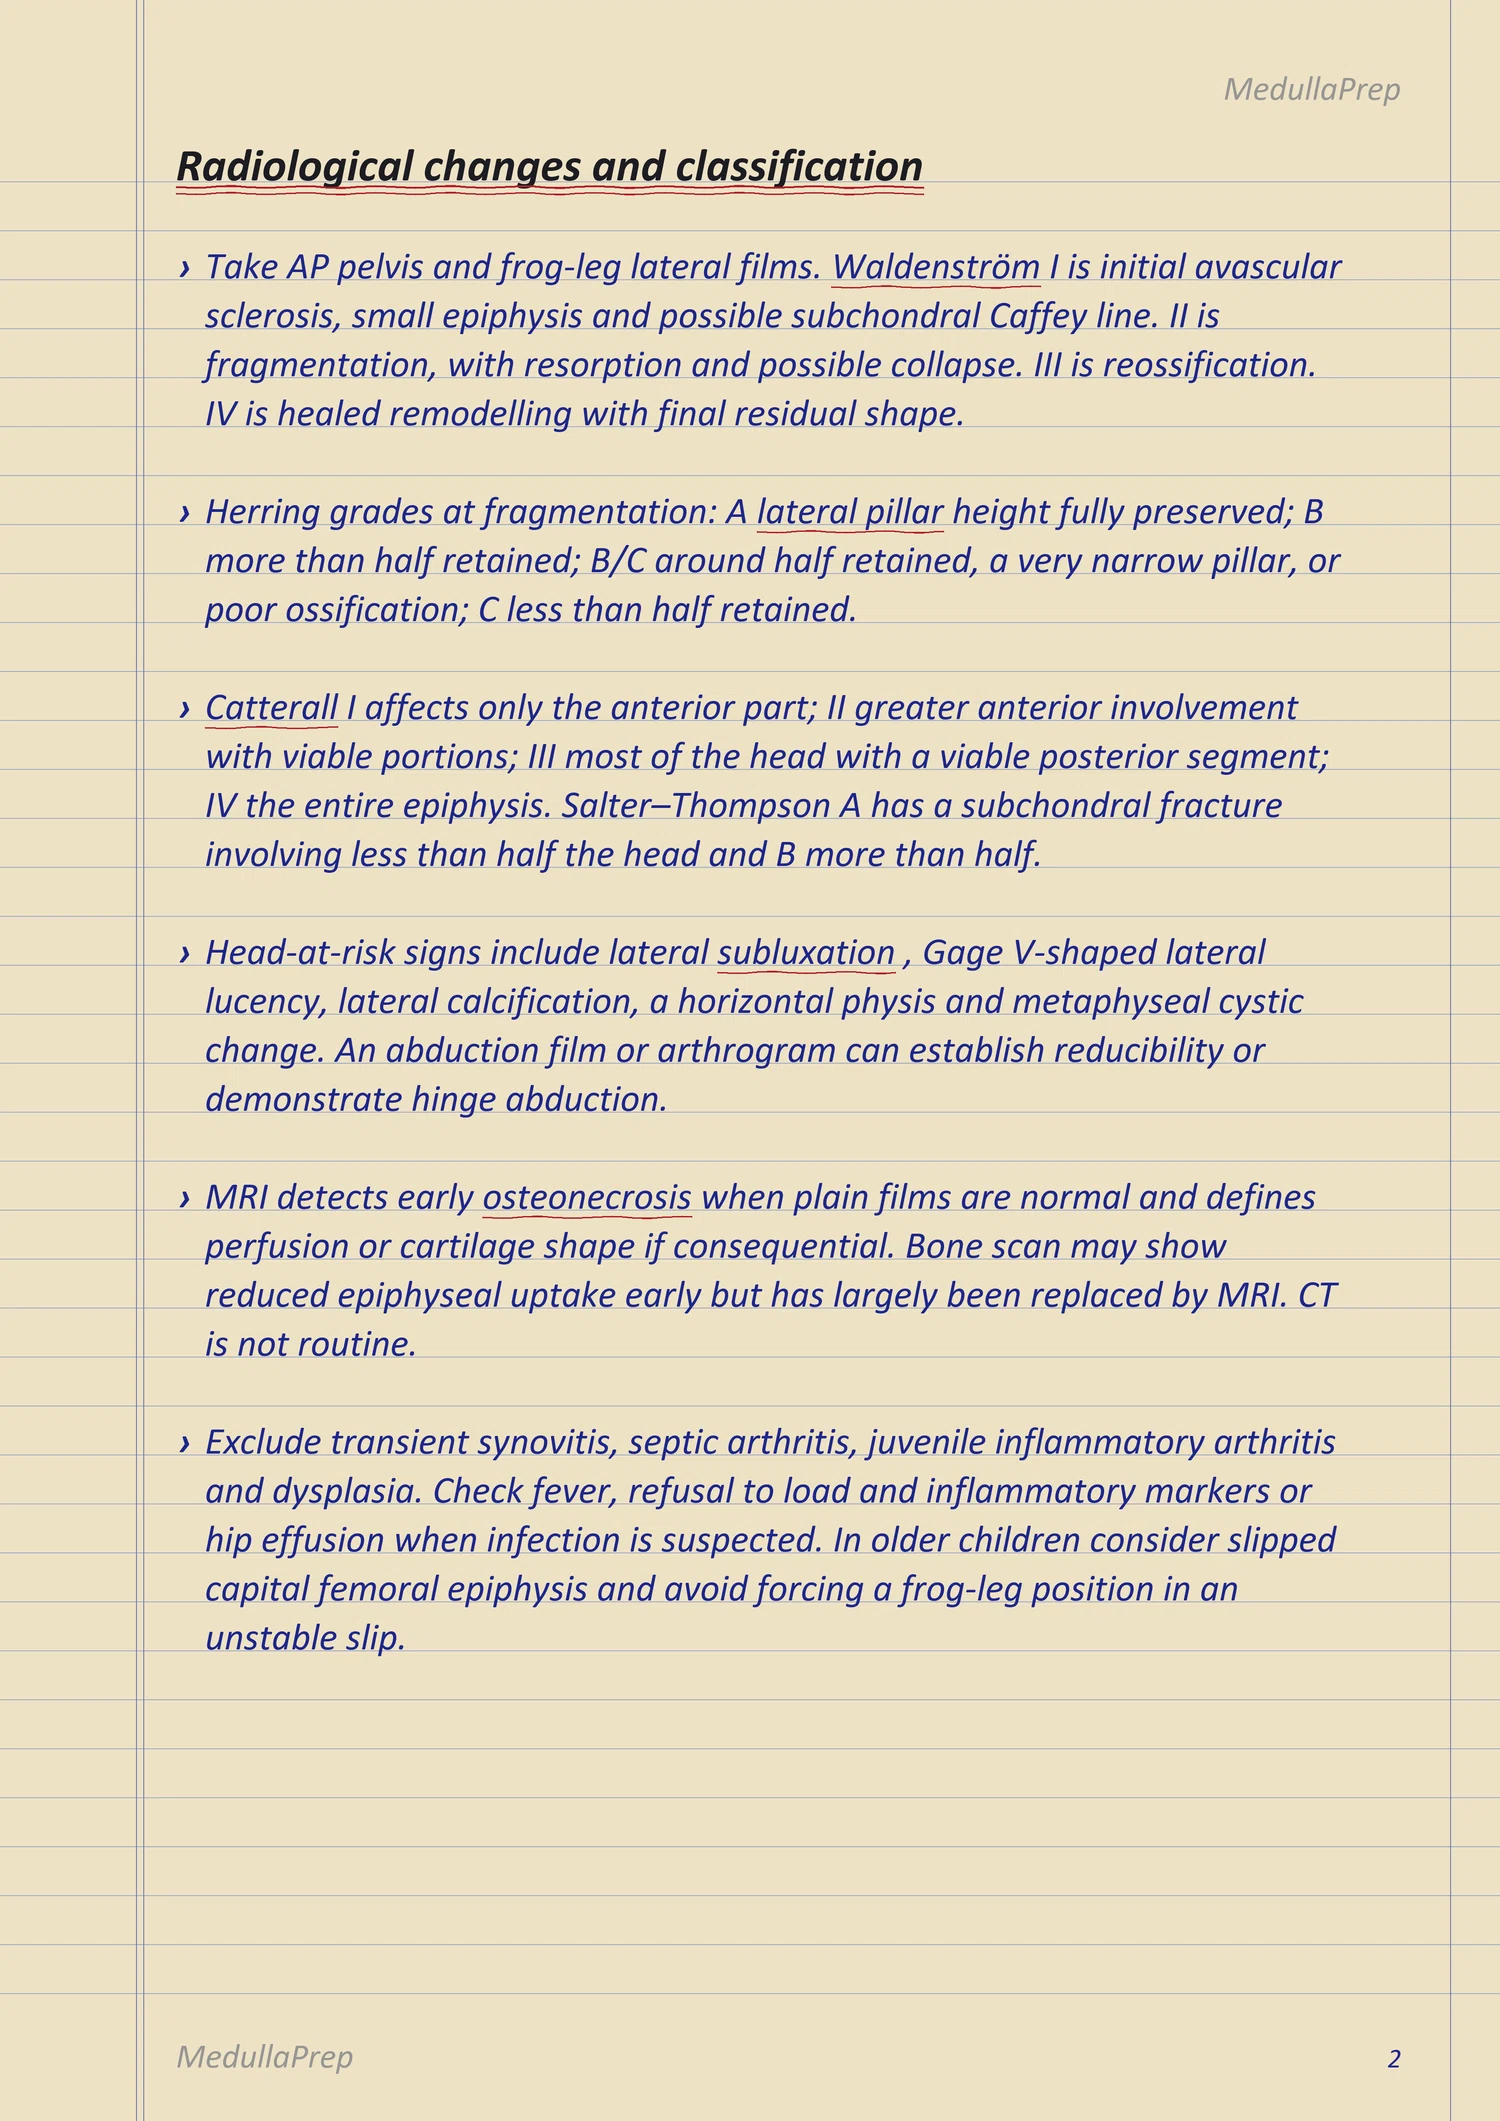 MedullaPrep
Radiological changes and classification
› Take AP pelvis and frog-leg lateral films. Waldenström I is initial avascular
sclerosis, small epiphysis and possible subchondral Caffey line. II is
fragmentation, with resorption and possible collapse. III is reossification.
IV is healed remodelling with final residual shape.
› Herring grades at fragmentation: A lateral pillar height fully preserved; B
more than half retained; B/C around half retained, a very narrow pillar, or
poor ossification; C less than half retained.
› Catterall I affects only the anterior part; II greater anterior involvement
with viable portions; III most of the head with a viable posterior segment;
IV the entire epiphysis. Salter–Thompson A has a subchondral fracture
involving less than half the head and B more than half.
› Head-at-risk signs include lateral subluxation , Gage V-shaped lateral
lucency, lateral calcification, a horizontal physis and metaphyseal cystic
change. An abduction film or arthrogram can establish reducibility or
demonstrate hinge abduction.
› MRI detects early osteonecrosis when plain films are normal and defines
perfusion or cartilage shape if consequential. Bone scan may show
reduced epiphyseal uptake early but has largely been replaced by MRI. CT
is not routine.
› Exclude transient synovitis, septic arthritis, juvenile inflammatory arthritis
and dysplasia. Check fever, refusal to load and inflammatory markers or
hip effusion when infection is suspected. In older children consider slipped
capital femoral epiphysis and avoid forcing a frog-leg position in an
unstable slip.
MedullaPrep
2